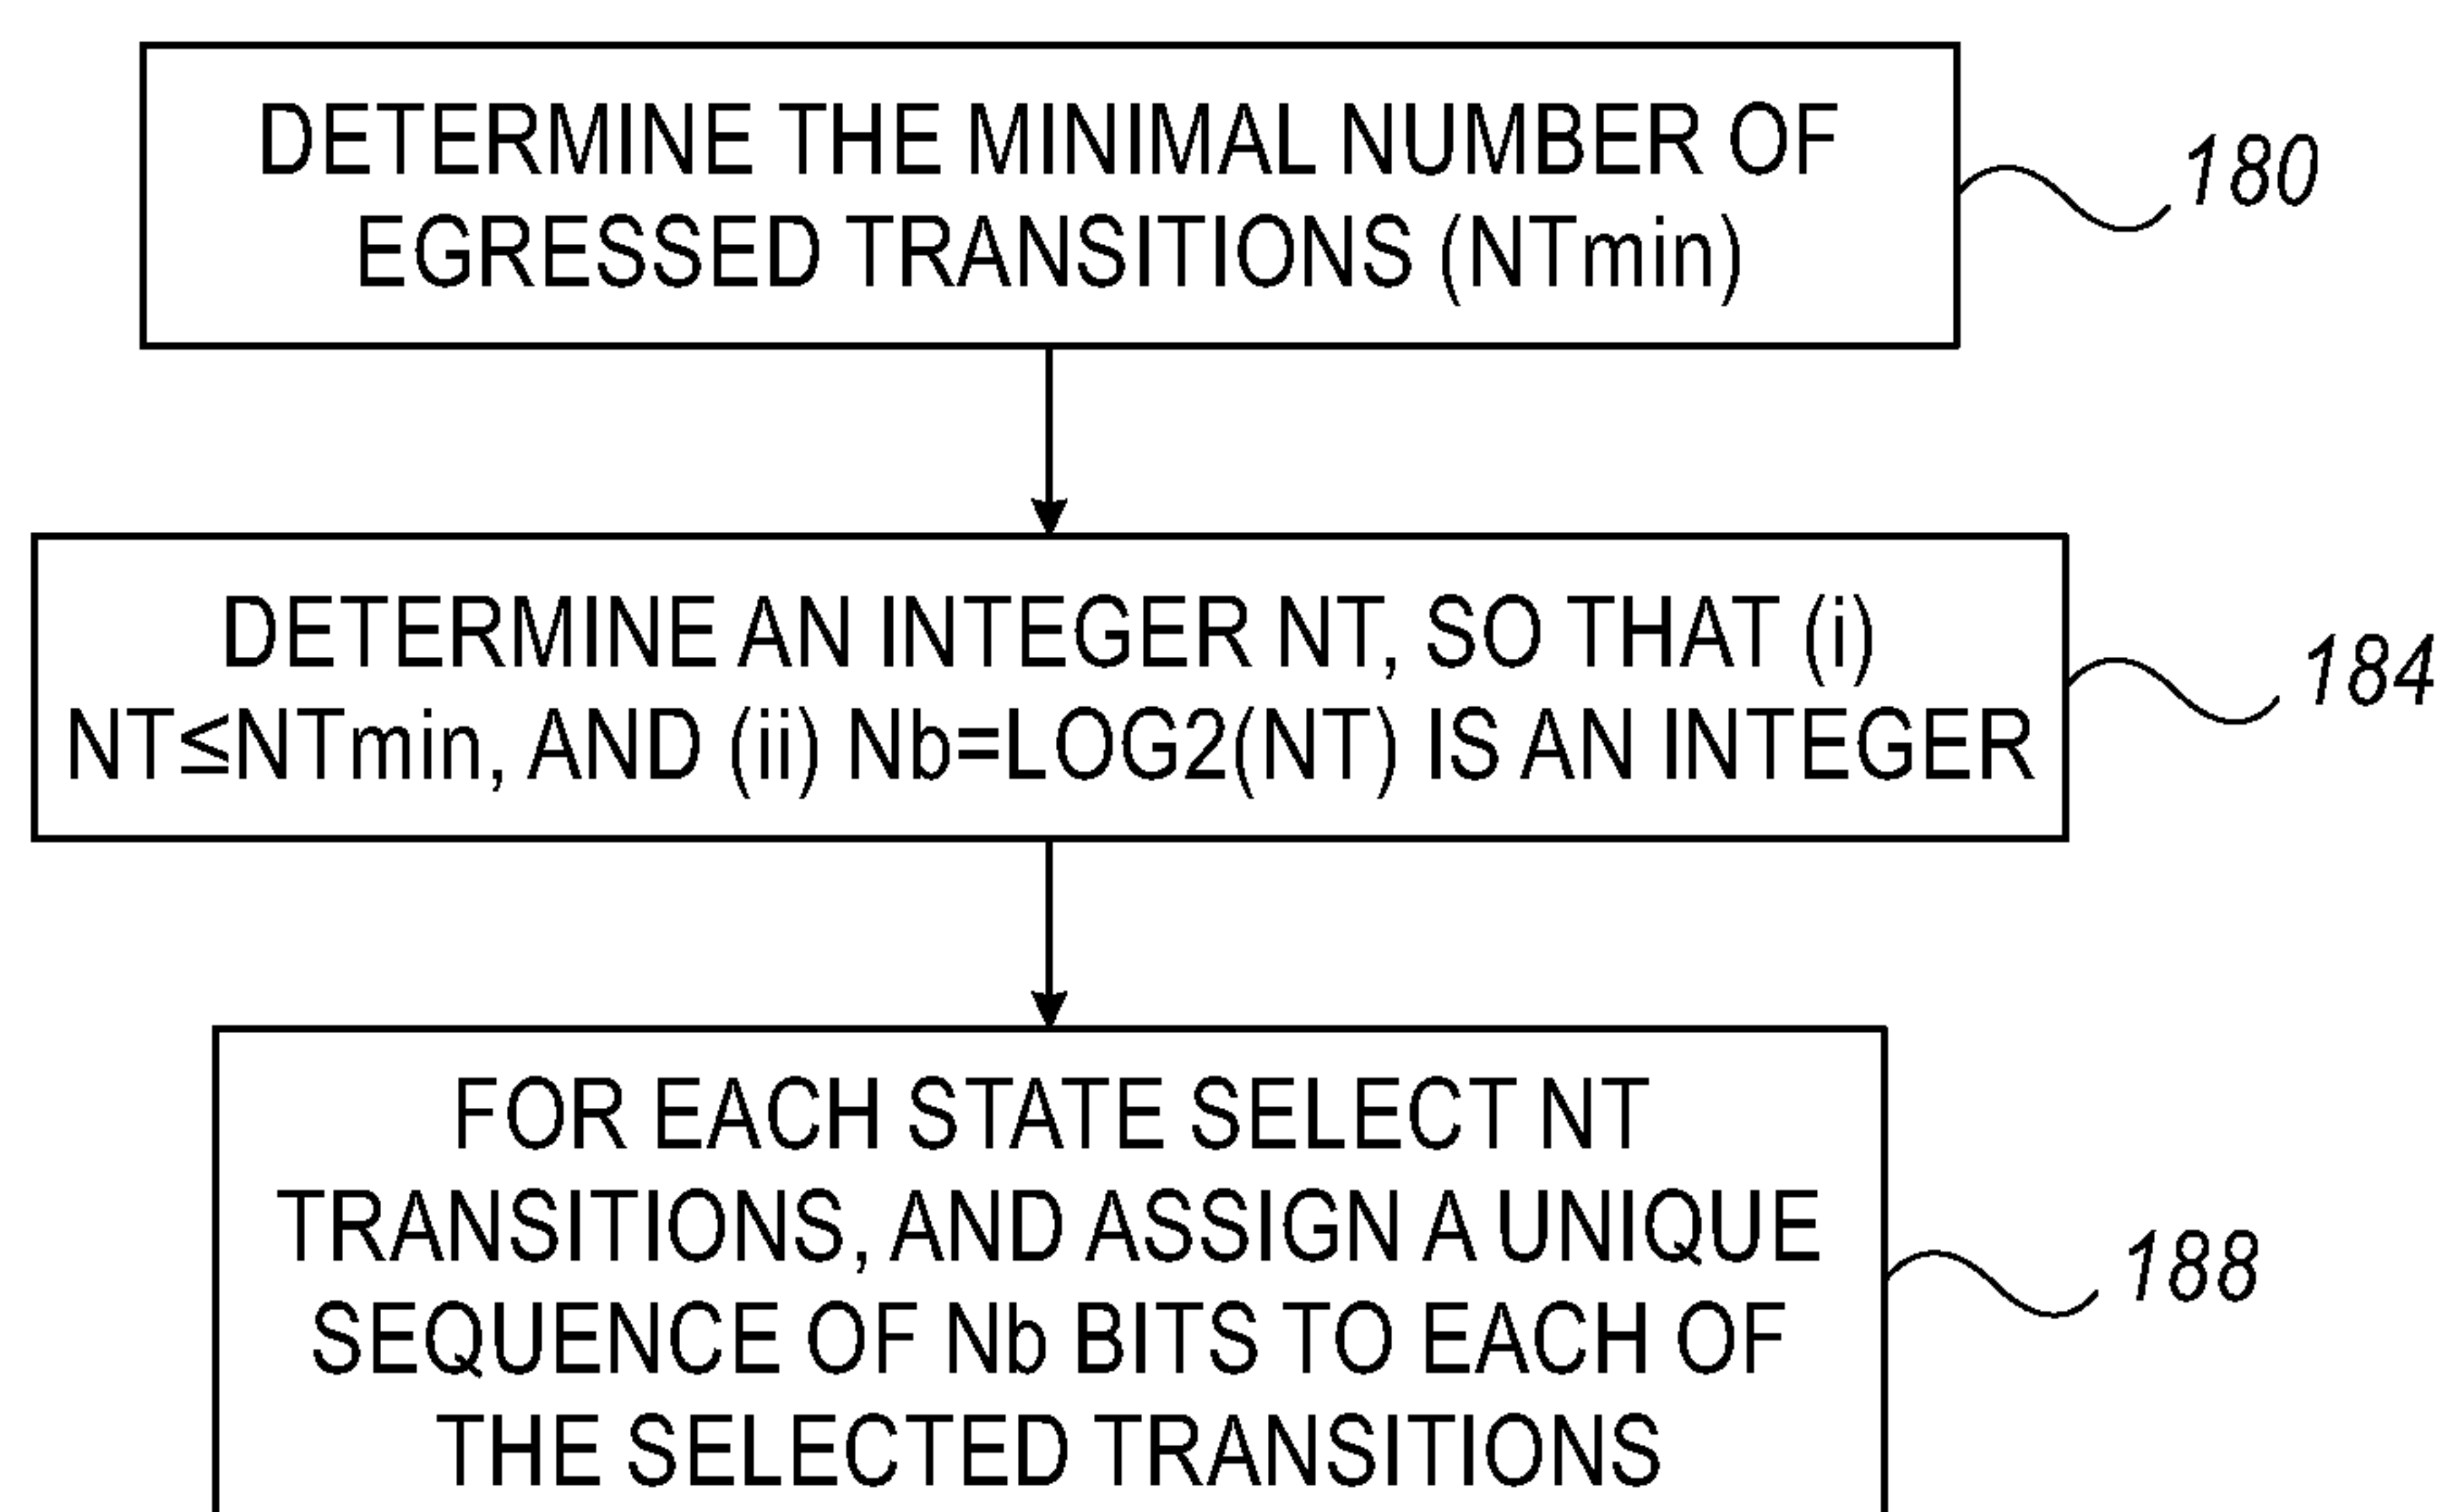 DETERMINE THE MINIMAL NUMBER OF
EGRESSED TRANSITIONS (NTmin)
180
DETERMINE AN INTEGER NT, SO THAT (i)
NT≤NTmin, AND (ii) Nb=LOG2(NT) IS AN INTEGER
184
FOR EACH STATE SELECT NT
TRANSITIONS, AND ASSIGN A UNIQUE
SEQUENCE OF Nb BITS TO EACH OF
THE SELECTED TRANSITIONS
188